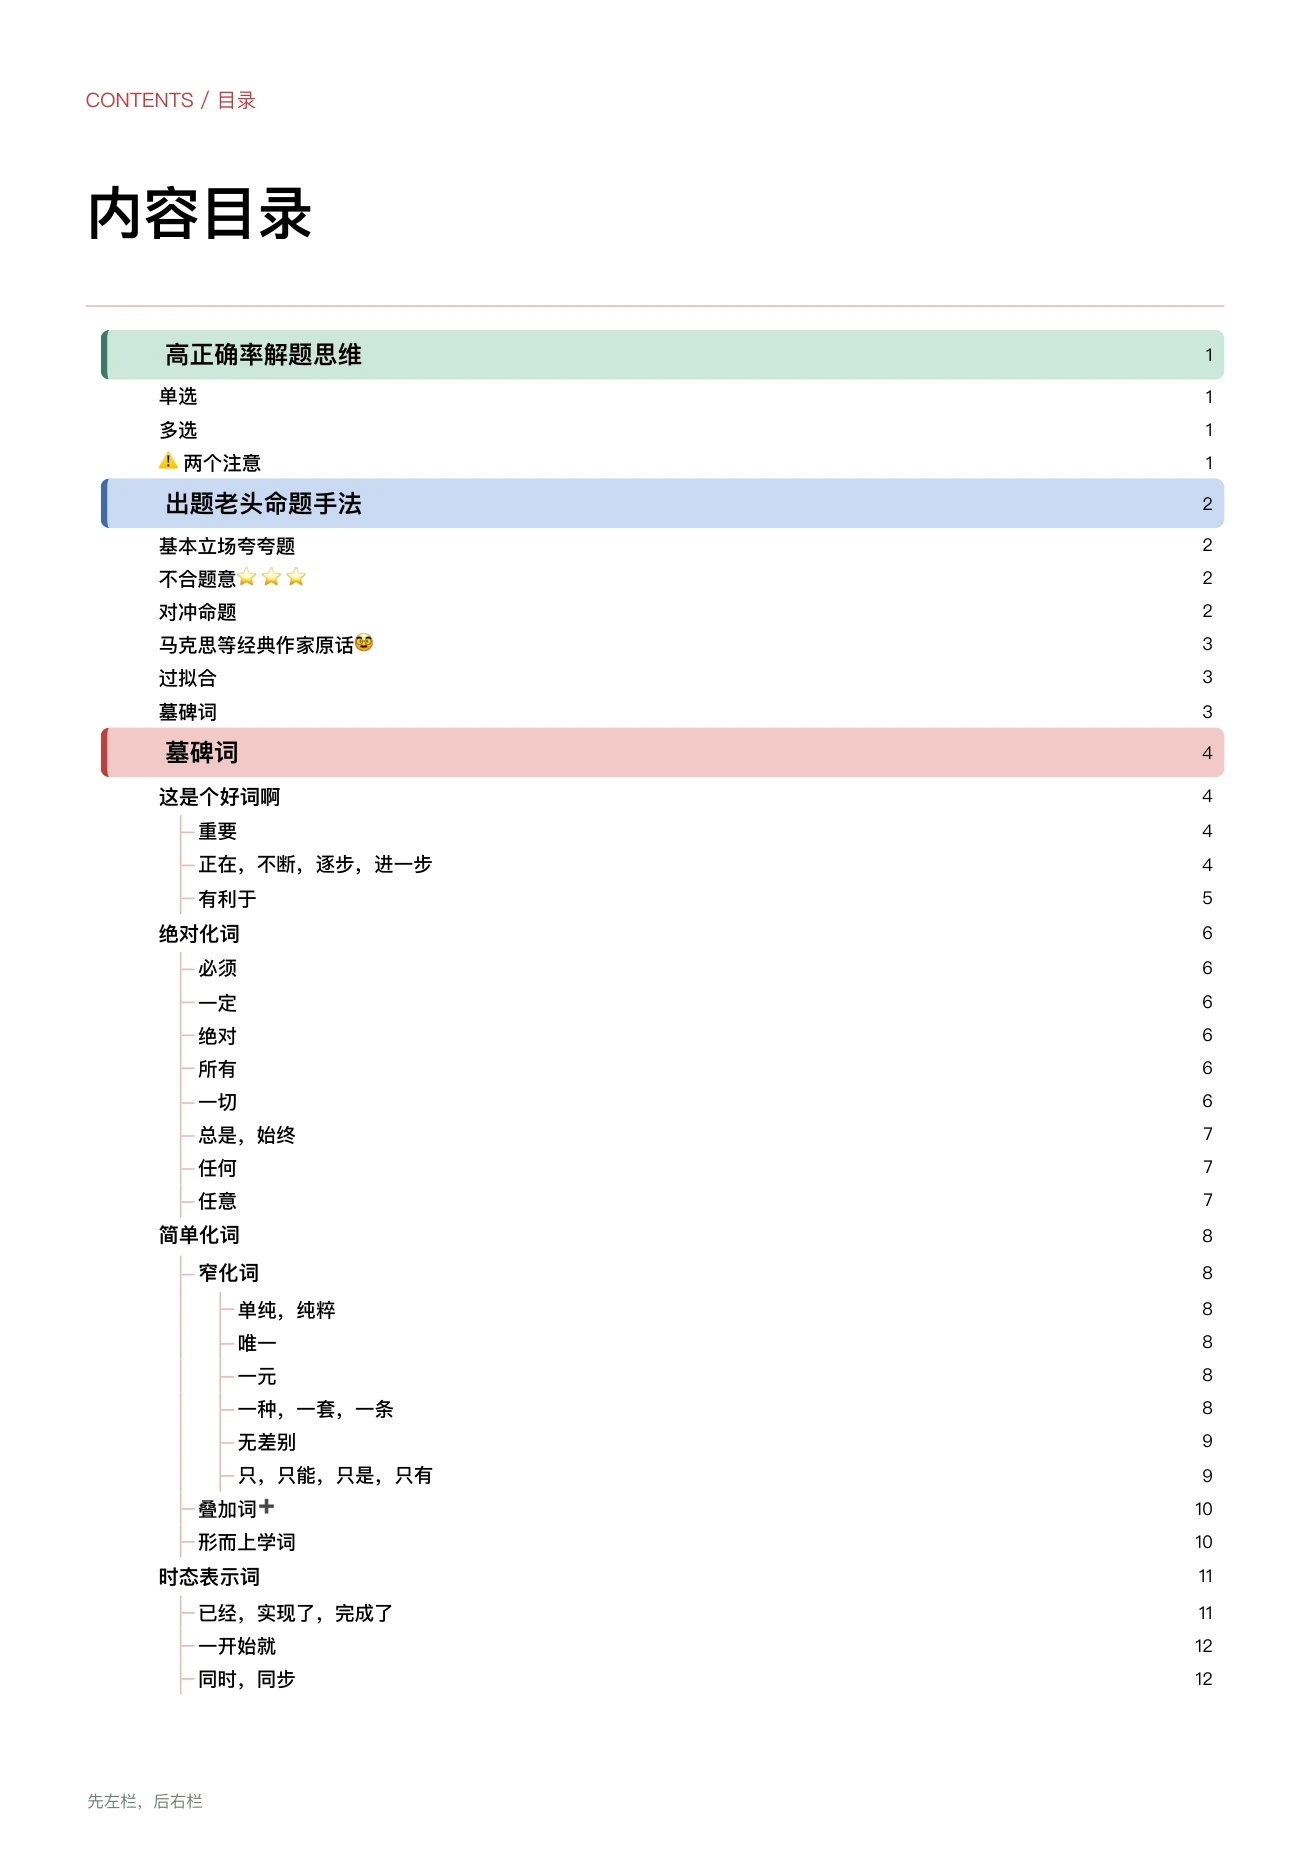 CONTENTS / 目录
内容目录
高正确率解题思维 1
单选 1
多选 1
⚠️ 两个注意 1
出题老头命题手法 2
基本立场夸夸题 2
不合题意⭐⭐⭐ 2
对冲命题 2
马克思等经典作家原话🥸 3
过拟合 3
墓碑词 3
墓碑词 4
这是个好词啊 4
重要 4
正在，不断，逐步，进一步 4
有利于 5
绝对化词 6
必须 6
一定 6
绝对 6
所有 6
一切 6
总是，始终 7
任何 7
任意 7
简单化词 8
窄化词 8
单纯，纯粹 8
唯一 8
一元 8
一种，一套，一条 8
无差别 9
只，只能，只是，只有 9
叠加词➕ 10
形而上学词 10
时态表示词 11
已经，实现了，完成了 11
一开始就 12
同时，同步 12
先左栏，后右栏